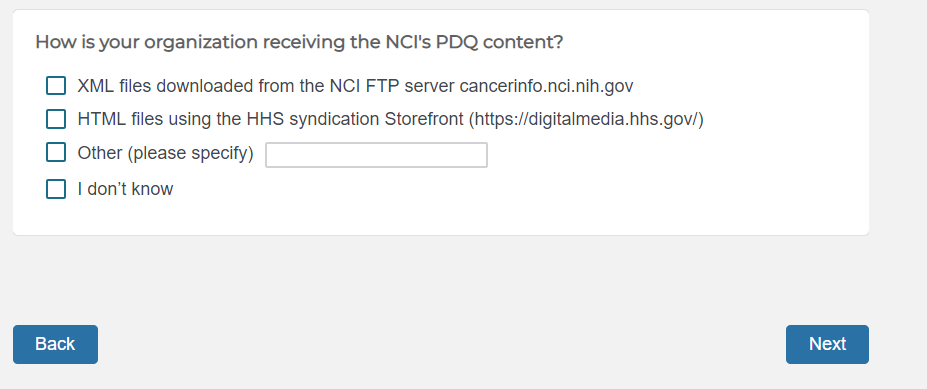 How is your organization receiving the NCI's PDQ content?
XML files downloaded from the NCI FTP server cancerinfo.nci.nih.gov
HTML files using the HHS syndication Storefront (https://digitalmedia.hhs.gov/)
Other (please specify)
I don’t know
Back
Next